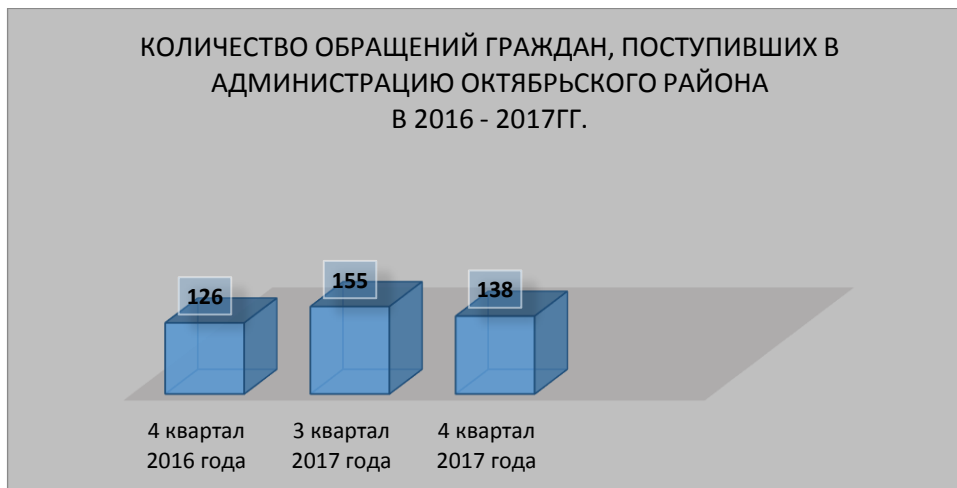 КОЛИЧЕСТВО ОБРАЩЕНИЙ ГРАЖДАН, ПОСТУПИВШИХ В
АДМИНИСТРАЦИЮ ОКТЯБРЬСКОГО РАЙОНА
В 2016 - 2017ГГ.
126
155
138
4 квартал
2016 года
3 квартал
2017 года
4 квартал
2017 года